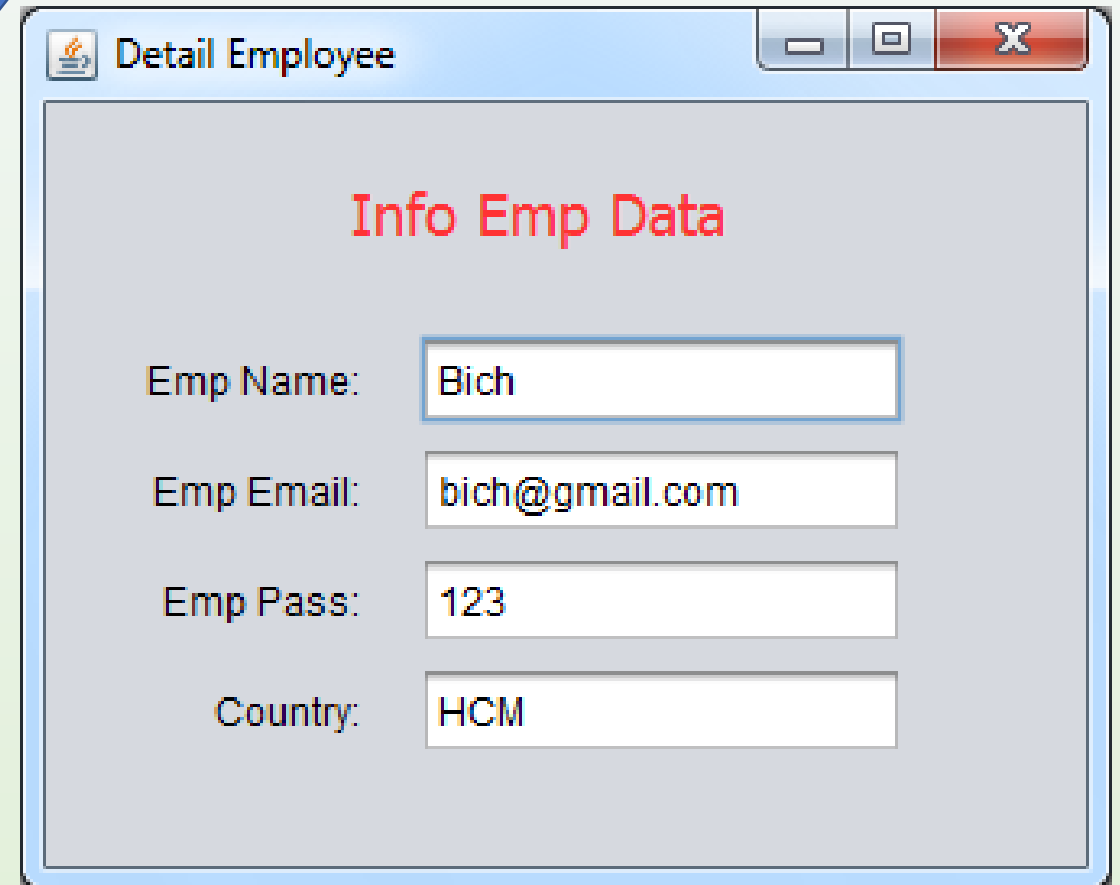 Detail Employee
Info Emp Data
Emp Name: Bich
Emp Email: bich@gmail.com
Emp Pass: 123
Country: HCM